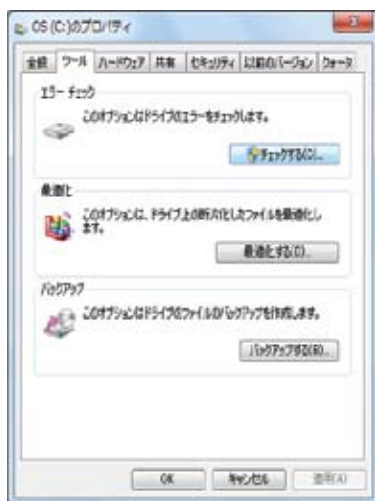 OS (C:)のプロパティ
全般 ツール ハードウェア 共有 セキュリティ 以前のバージョン クォータ
エラー チェック
このオプションはドライブのエラーをチェックします。
チェックする(C)...
最適化
このオプションは、ドライブ上の断片化したファイルを最適化し
ます。
最適化する(D)...
バックアップ
このオプションはドライブのファイルのバックアップを作成します。
バックアップする(B)...
OK キャンセル 適用(A)